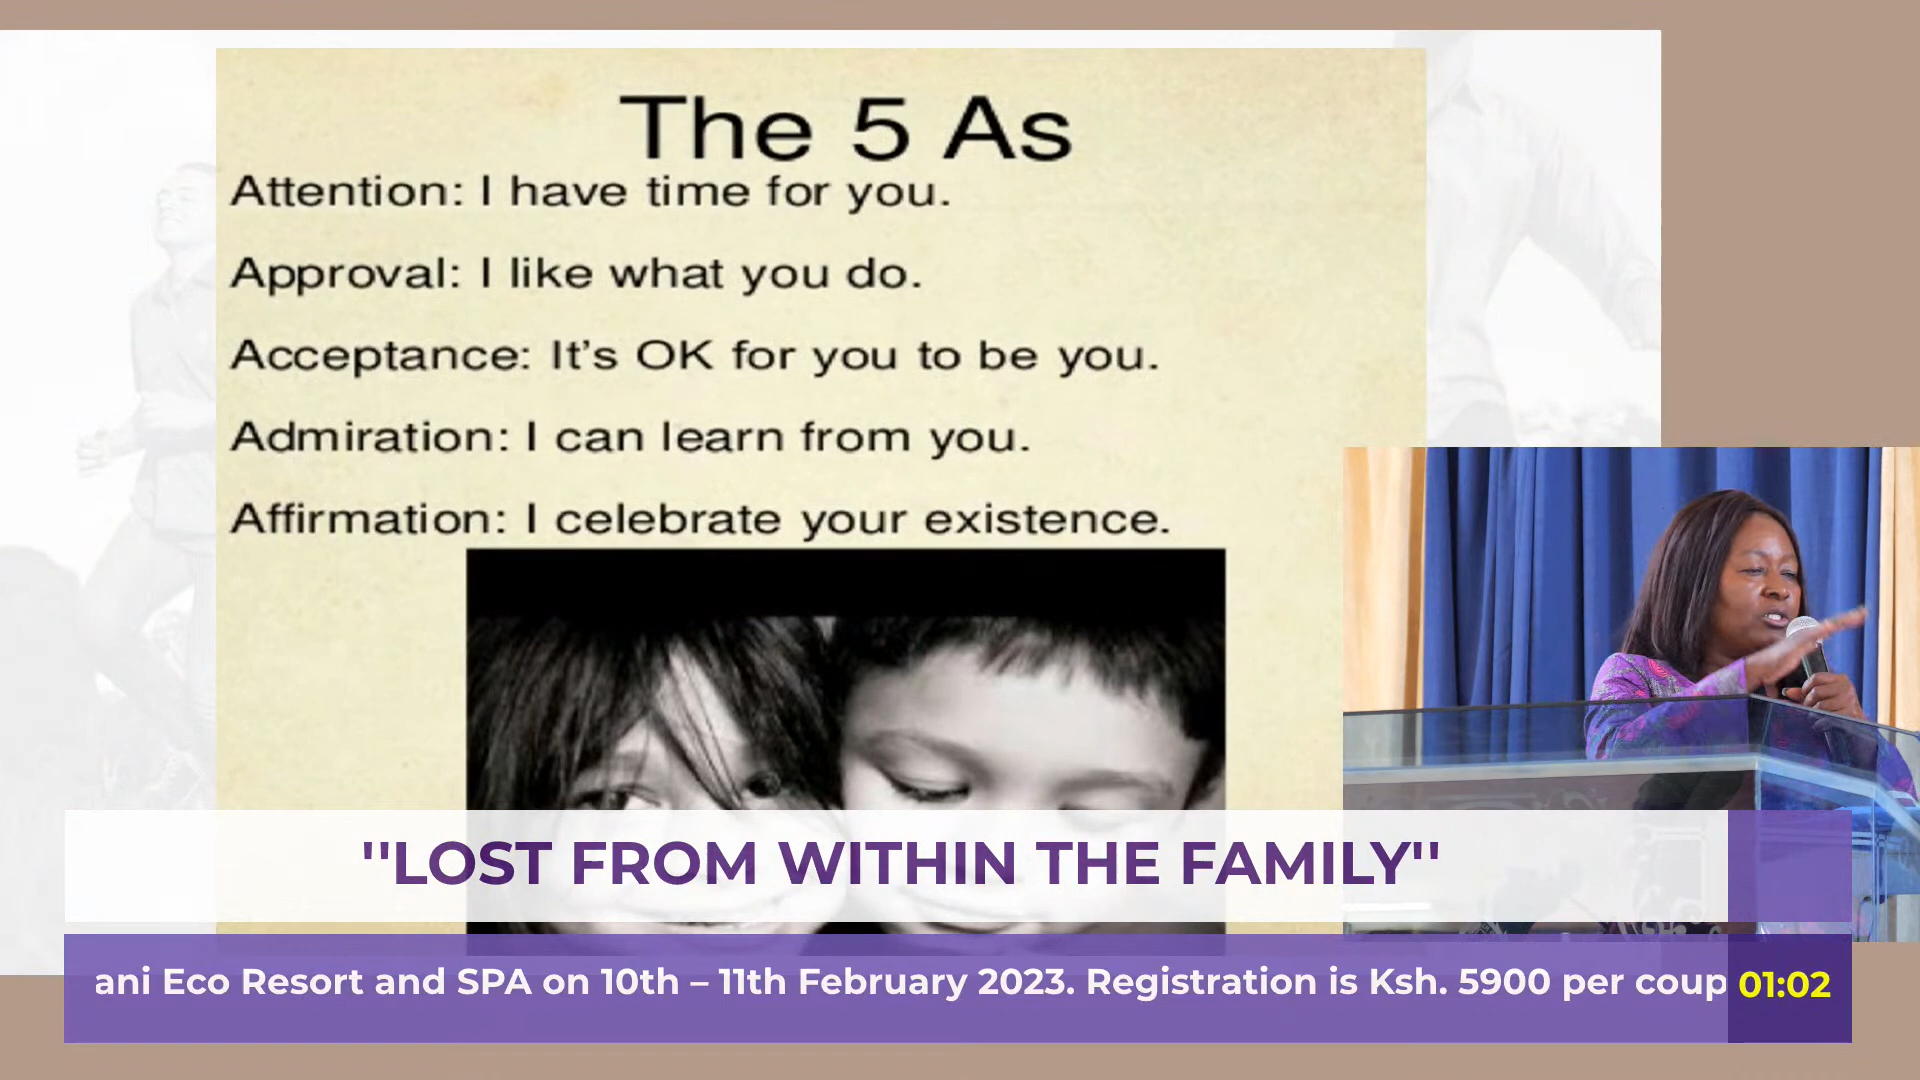 The 5 As
Attention: I have time for you.
Approval: I like what you do.
Acceptance: It's OK for you to be you.
Admiration: I can learn from you.
Affirmation: I celebrate your existence.
''LOST FROM WITHIN THE FAMILY''
ani Eco Resort and SPA on 10th – 11th February 2023. Registration is Ksh. 5900 per coup
01:02